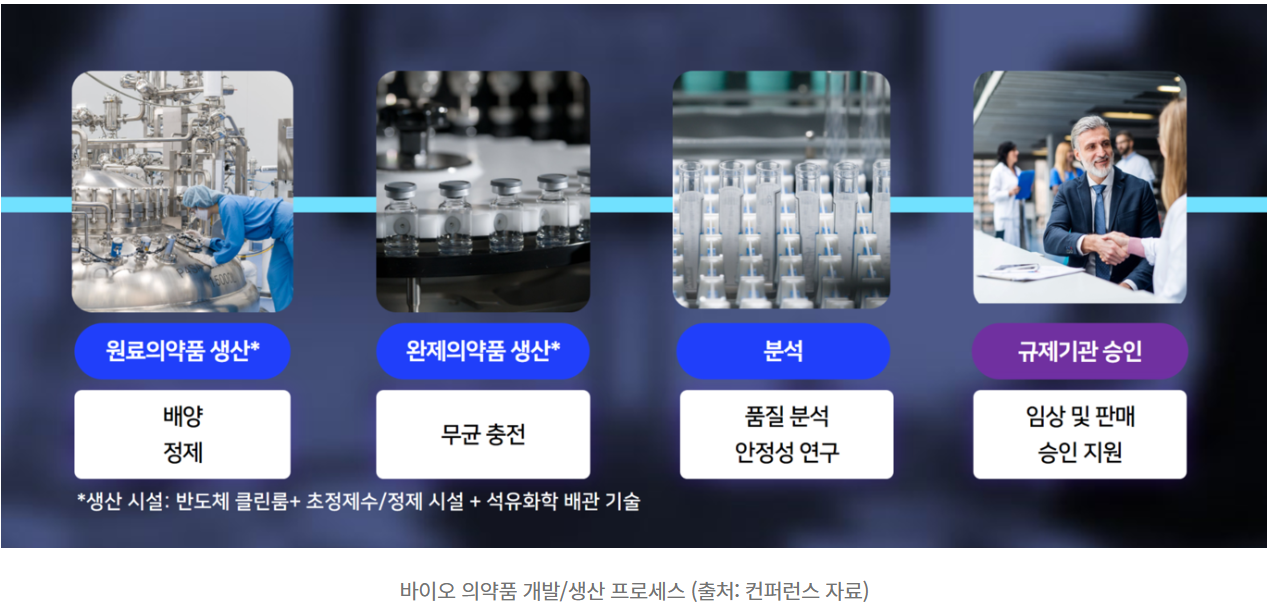 원료의약품 생산*
배양
정제
완제의약품 생산*
무균 충전
분석
품질 분석
안정성 연구
규제기관 승인
임상 및 판매
승인 지원
*생산 시설: 반도체 클린룸+ 초정제수/정제 시설 + 석유화학 배관 기술
바이오 의약품 개발/생산 프로세스 (출처: 컨퍼런스 자료)